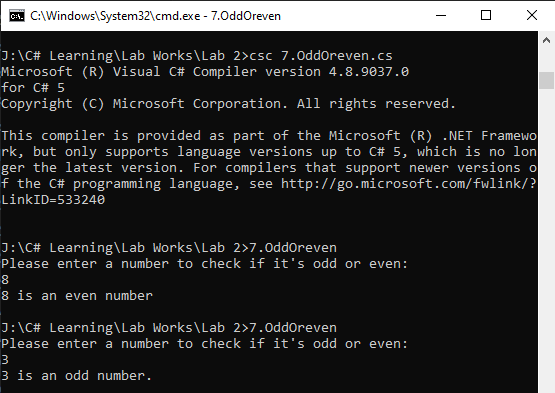 C:\Windows\System32\cmd.exe - 7.OddOreven
J:\C# Learning\Lab Works\Lab 2>csc 7.OddOreven.cs
Microsoft (R) Visual C# Compiler version 4.8.9037.0
for C# 5
Copyright (C) Microsoft Corporation. All rights reserved.
This compiler is provided as part of the Microsoft (R) .NET Framewo
rk, but only supports language versions up to C# 5, which is no lon
ger the latest version. For compilers that support newer versions o
f the C# programming language, see http://go.microsoft.com/fwlink/?
LinkID=533240
J:\C# Learning\Lab Works\Lab 2>7.OddOreven
Please enter a number to check if it's odd or even:
8
8 is an even number
J:\C# Learning\Lab Works\Lab 2>7.OddOreven
Please enter a number to check if it's odd or even:
3
3 is an odd number.